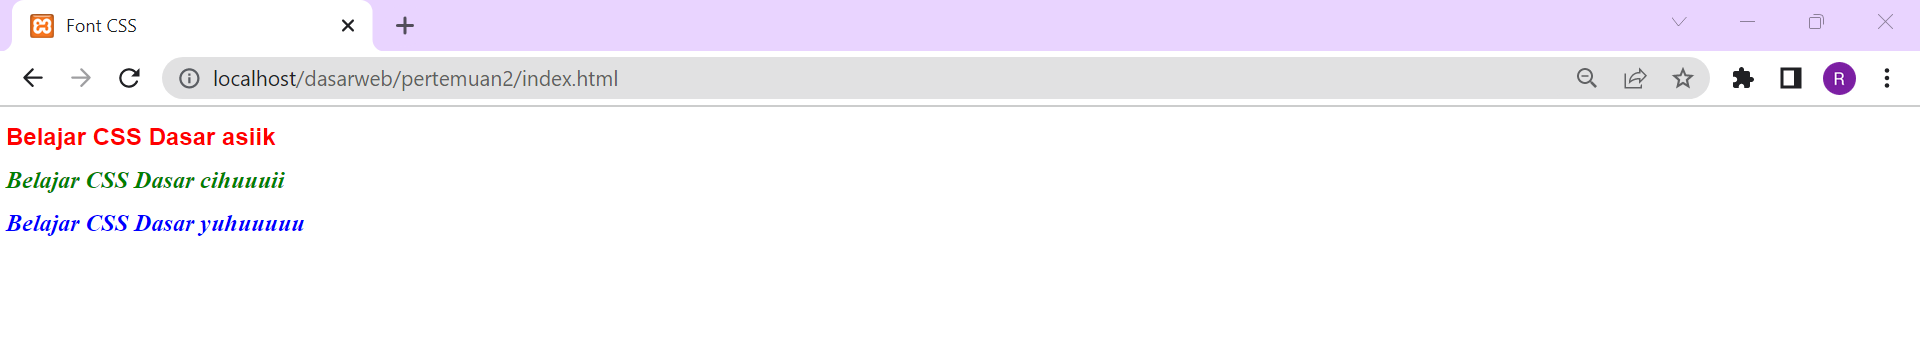 Font CSS
localhost/dasarweb/pertemuan2/index.html
R
Belajar CSS Dasar asiik
Belajar CSS Dasar cihuuuii
Belajar CSS Dasar yuhuuuuu